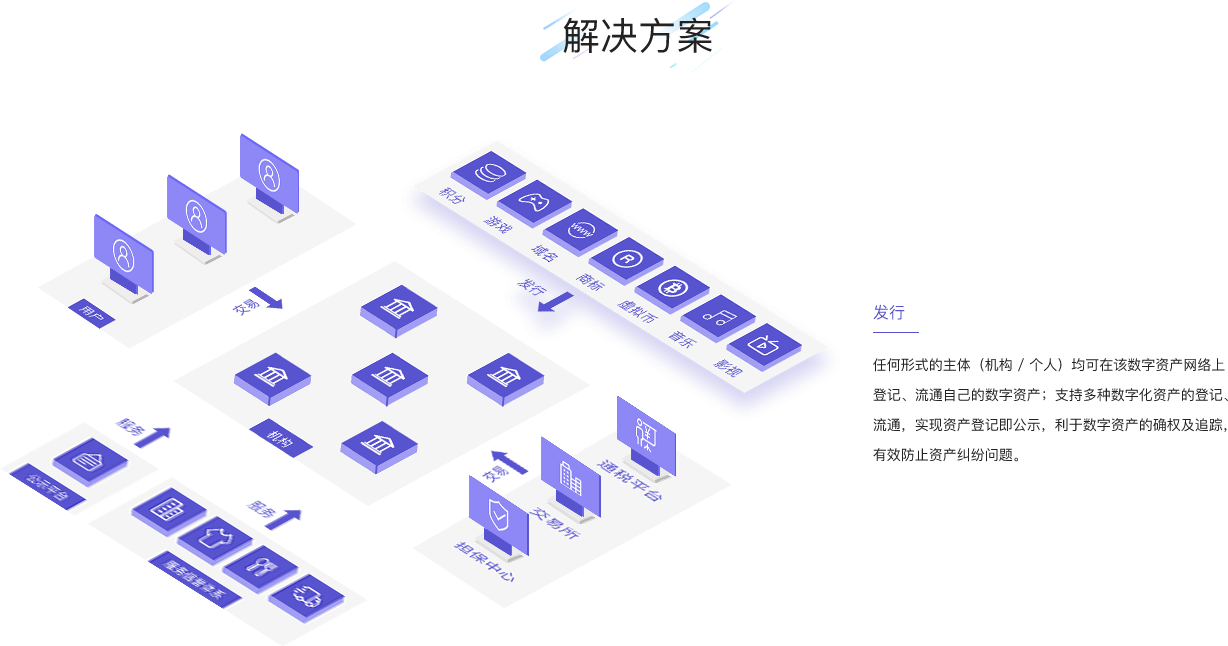 解决方案
积分
游戏
域名
商标
虚拟币
音乐
影视
发行
用户
交易
机构
服务
公示平台
服务
交易
通税平台
交易所
担保中心
发行
任何形式的主体（机构 / 个人）均可在该数字资产网络上
登记、流通自己的数字资产；支持多种数字化资产的登记、
流通，实现资产登记即公示，利于数字资产的确权及追踪，
有效防止资产纠纷问题。